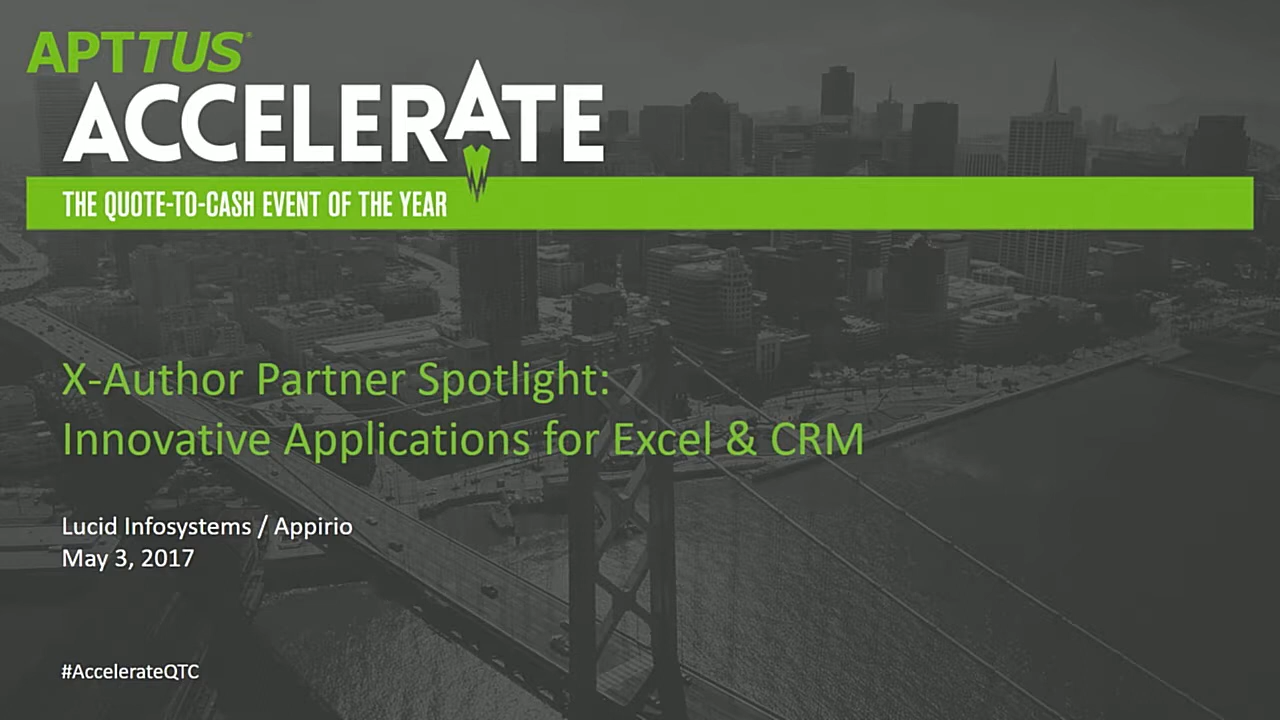 APTTUS®
ACCELERATE
THE QUOTE-TO-CASH EVENT OF THE YEAR
X-Author Partner Spotlight:
Innovative Applications for Excel & CRM
Lucid Infosystems / Appirio
May 3, 2017
#AccelerateQTC